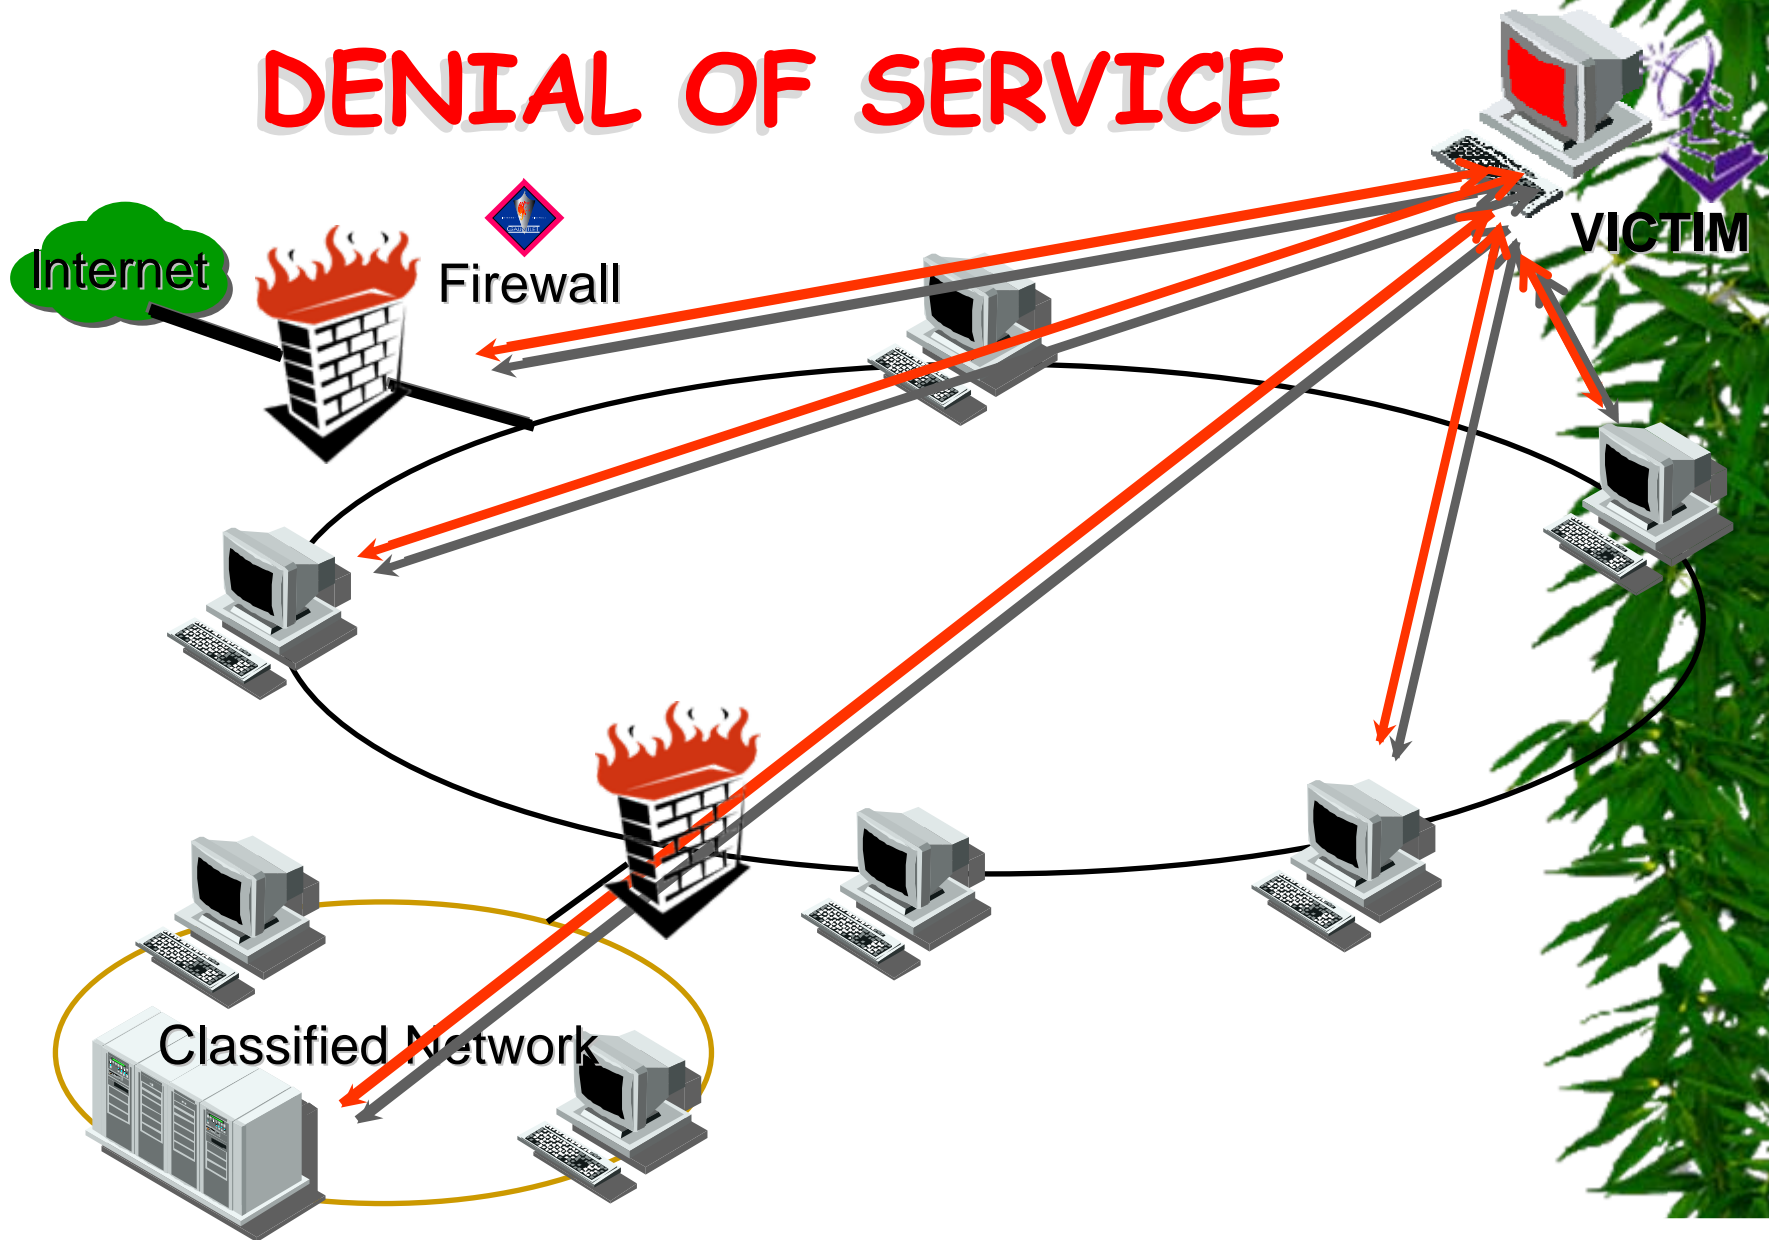 DENIAL OF SERVICE
VICTIM
Internet
Firewall
Classified Network